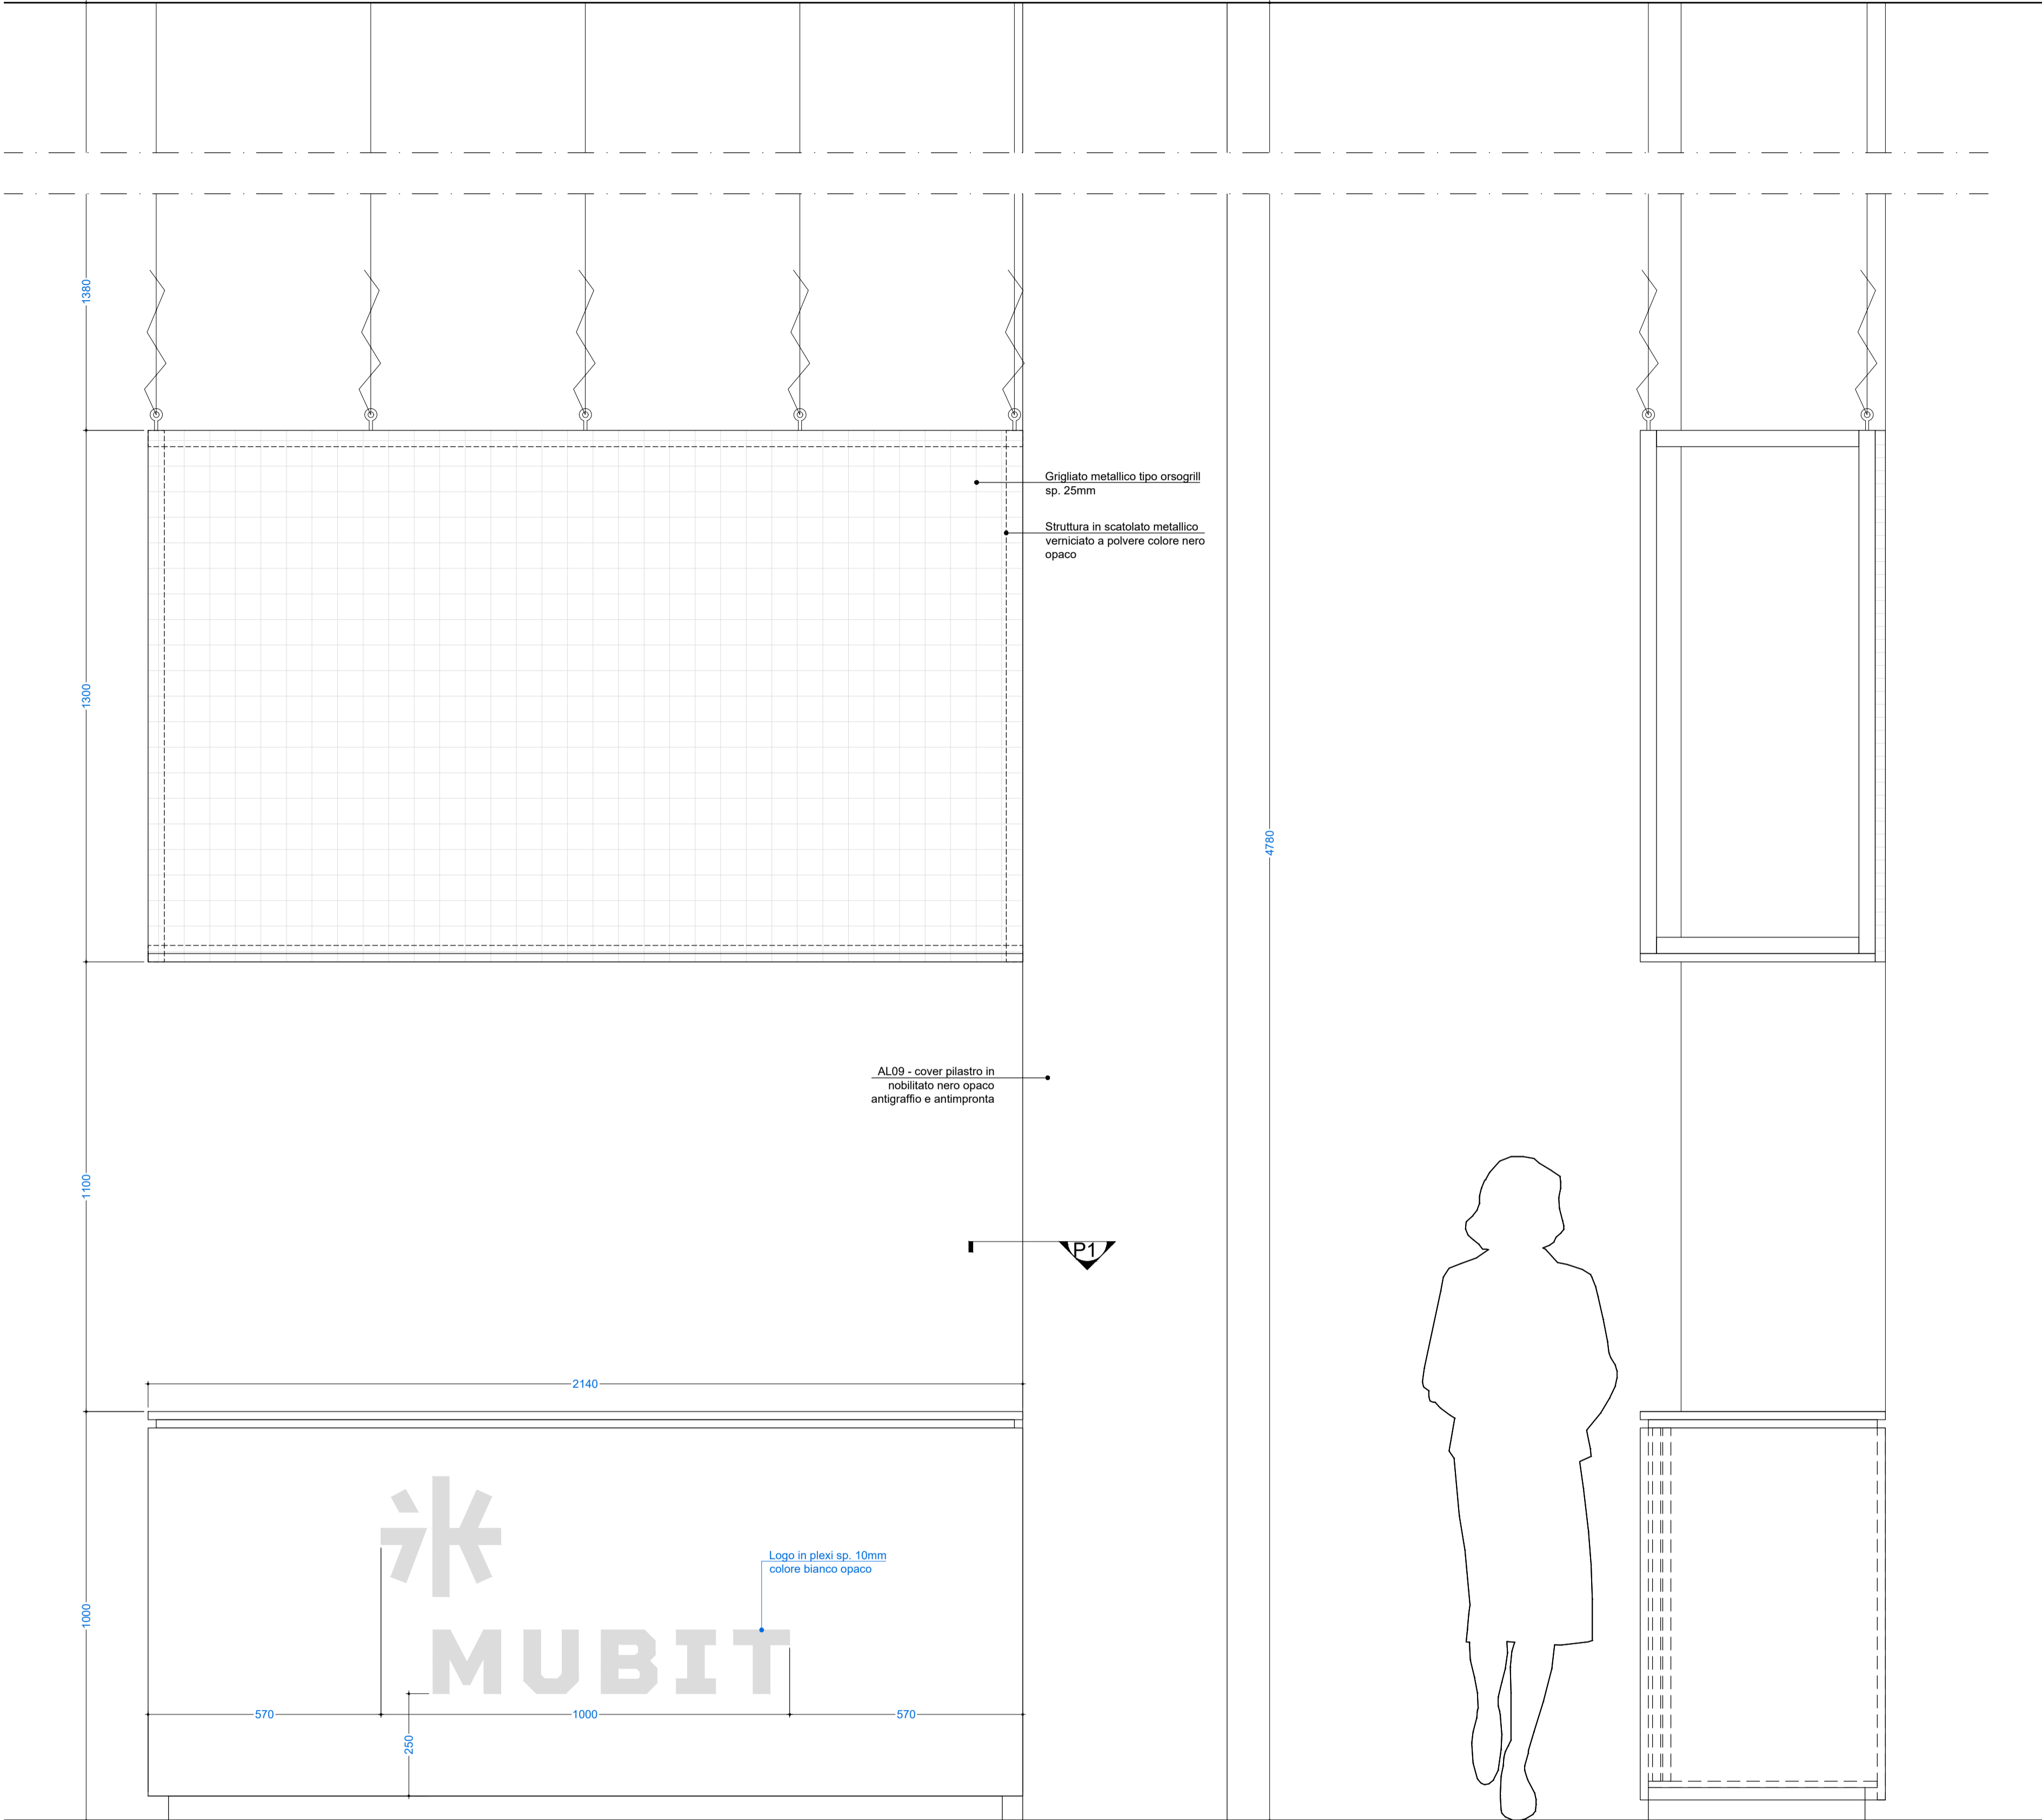 1380
Grigliato metallico tipo orsogrill
sp. 25mm
Struttura in scatolato metallico
verniciato a polvere colore nero
opaco
1300
4780
AL09 - cover pilastro in
nobilitato nero opaco
antigraffio e antimpronta
1100
P1
2140
Logo in plexi sp. 10mm
colore bianco opaco
1000
MUBIT
570
1000
570
250